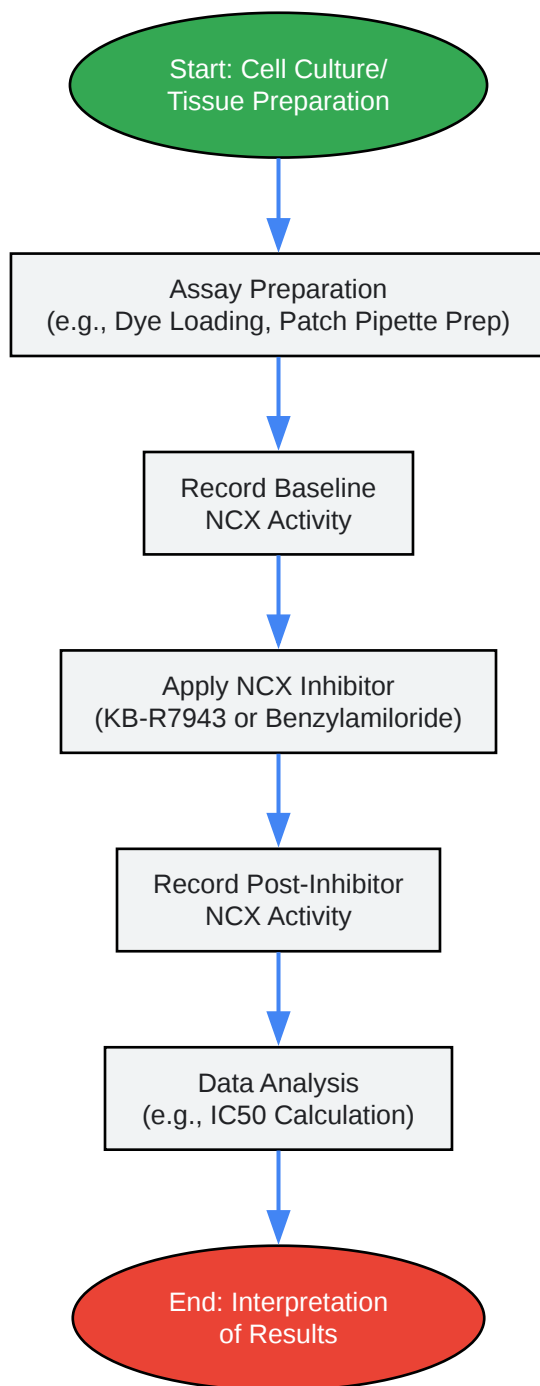 Start: Cell Culture/
Tissue Preparation
Assay Preparation
(e.g., Dye Loading, Patch Pipette Prep)
Record Baseline
NCX Activity
Apply NCX Inhibitor
(KB-R7943 or Benzylamiloride)
Record Post-Inhibitor
NCX Activity
Data Analysis
(e.g., IC50 Calculation)
End: Interpretation
of Results